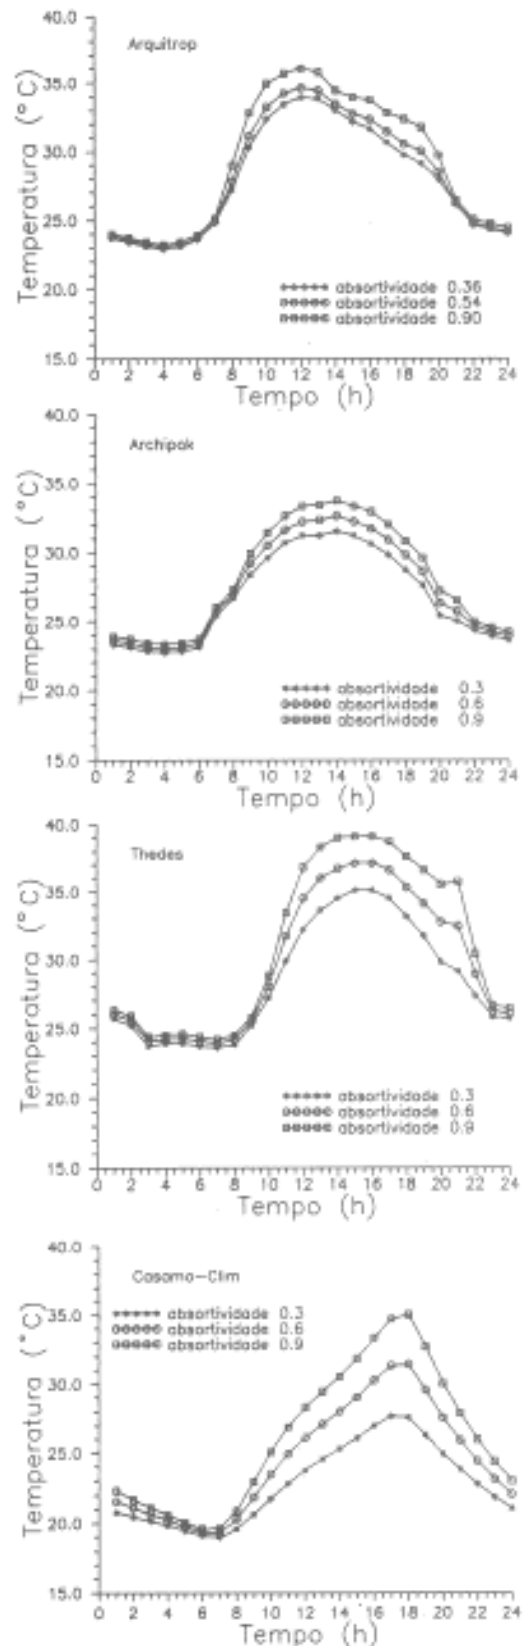 40.0
Arquitrop
35.0
30.0
25.0
20.0
15.0
Temperatura (°C)
absortividade 0.36
absortividade 0.54
absortividade 0.90
0 2 4 6 8 10 12 14 16 18 20 22 24
Tempo (h)
40.0
Archipak
35.0
30.0
25.0
20.0
15.0
Temperatura (°C)
absortividade 0.3
absortividade 0.6
absortividade 0.9
0 2 4 6 8 10 12 14 16 18 20 22 24
Tempo (h)
40.0
Thedes
35.0
30.0
25.0
20.0
15.0
Temperatura (°C)
absortividade 0.3
absortividade 0.6
absortividade 0.9
0 2 4 6 8 10 12 14 16 18 20 22 24
Tempo (h)
40.0
Casamo-Clim
absortividade 0.3
absortividade 0.6
absortividade 0.9
35.0
30.0
25.0
20.0
15.0
Temperatura (°C)
0 2 4 6 8 10 12 14 16 18 20 22 24
Tempo (h)